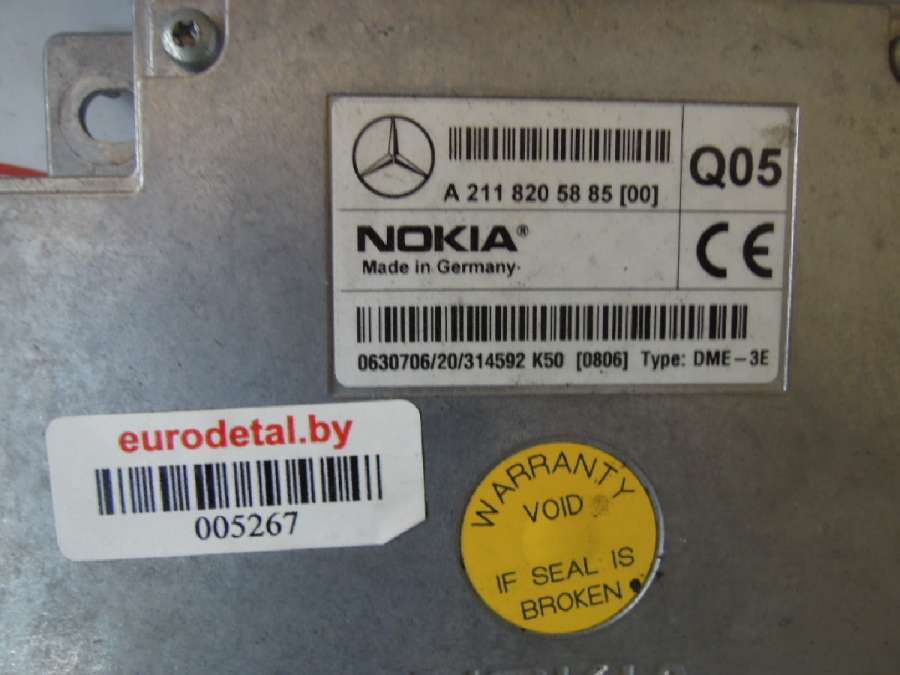 A 211 820 58 85 [00]
Q05
NOKIA®
Made in Germany
CE
0630706/20/314592 K50 [0806] Type: DME-3E
eurodetal.by
005267
WARRANTY
VOID
IF SEAL IS
BROKEN